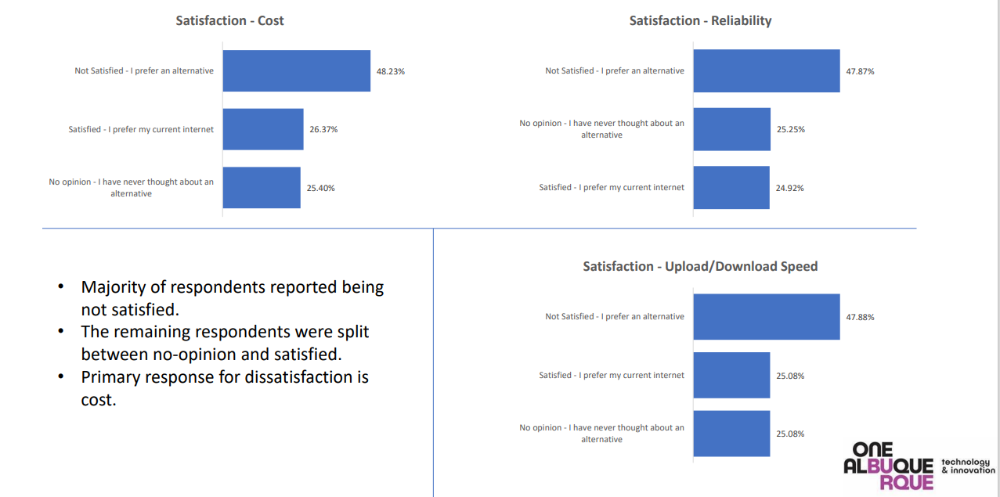 Satisfaction - Cost
Not Satisfied - I prefer an alternative
48.23%
Satisfied - I prefer my current internet
26.37%
No opinion - I have never thought about an
alternative
25.40%
Satisfaction - Reliability
Not Satisfied - I prefer an alternative
47.87%
No opinion - I have never thought about an
alternative
25.25%
Satisfied - I prefer my current internet
24.92%
• Majority of respondents reported being
not satisfied.
• The remaining respondents were split
between no-opinion and satisfied.
• Primary response for dissatisfaction is
cost.
Satisfaction - Upload/Download Speed
Not Satisfied - I prefer an alternative
47.88%
Satisfied - I prefer my current internet
25.08%
No opinion - I have never thought about an
alternative
25.08%
ONE
ALBUQUE
RQUE
technology
& innovation